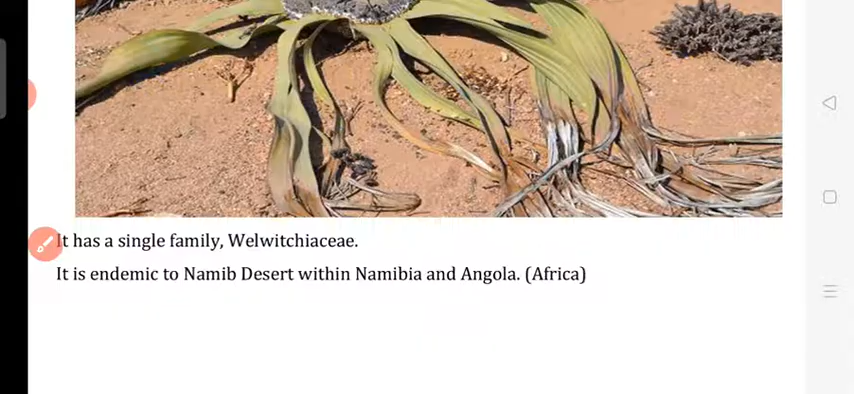 It has a single family, Welwitchiaceae.
It is endemic to Namib Desert within Namibia and Angola. (Africa)